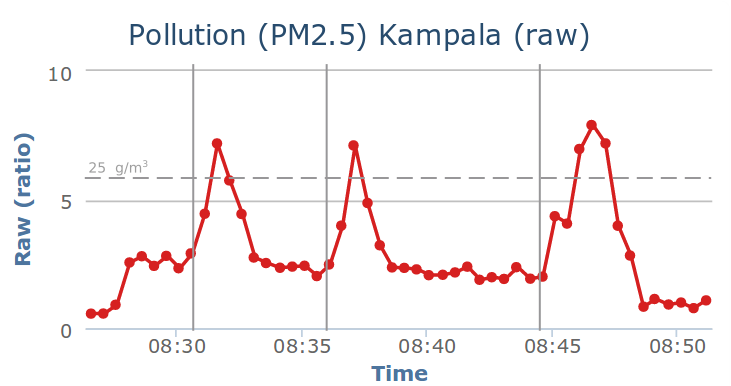 Pollution (PM2.5) Kampala (raw)
10
25 g/m³
5
0
Raw (ratio)
08:30 08:35 08:40 08:45 08:50
Time